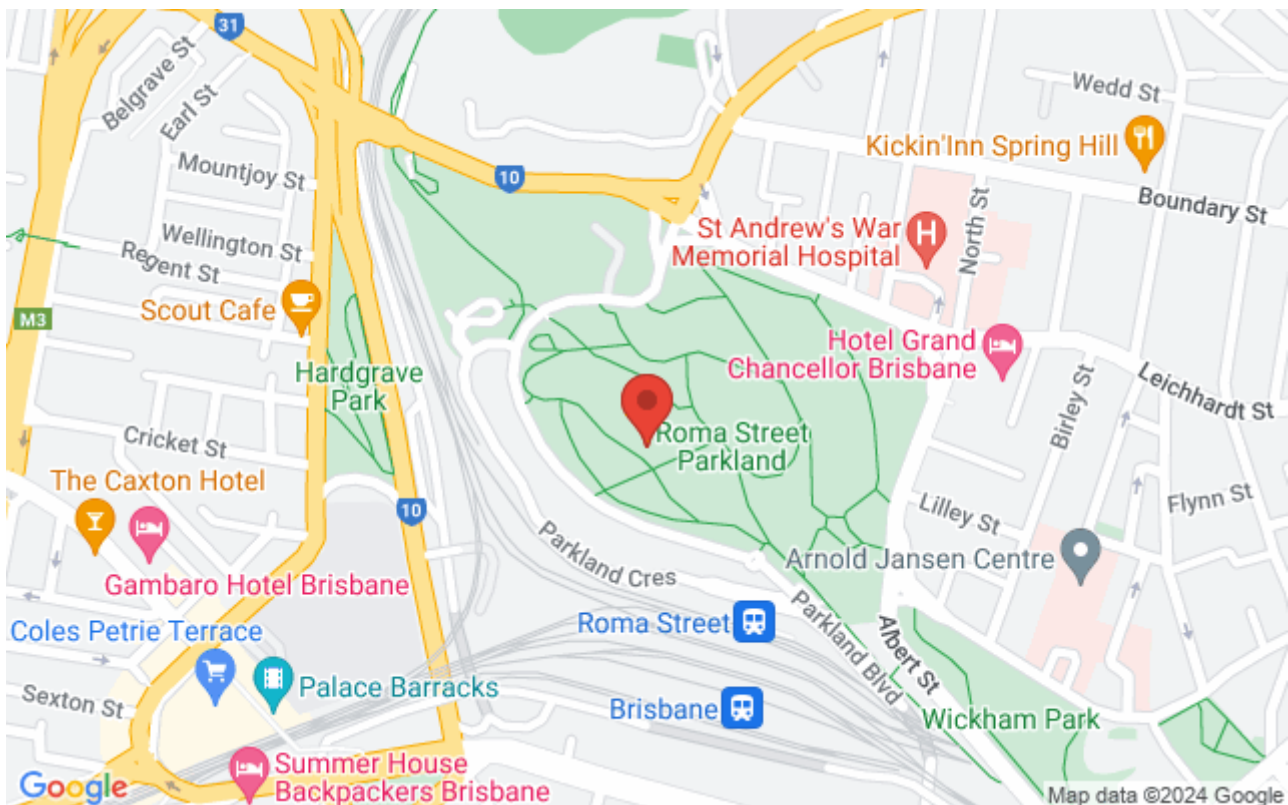 31
Belgrave St
Earl St
Wedd St
Kickin'Inn Spring Hill
Mountjoy St
10
Boundary St
North St
St Andrew's War
Memorial Hospital
H
Wellington St
Regent St
Scout Cafe
M3
Hotel Grand
Chancellor Brisbane
Hardgrave
Park
Leichhardt St
Birley St
Roma Street
Parkland
Cricket St
The Caxton Hotel
10
Flynn St
Lilley St
Arnold Jansen Centre
Gambaro Hotel Brisbane
Parkland Cres
Roma Street
Parkland Blvd
Albert St
Coles Petrie Terrace
Palace Barracks
Sexton St
Brisbane
Wickham Park
Summer House
Backpackers Brisbane
Google
Map data ©2024 Google